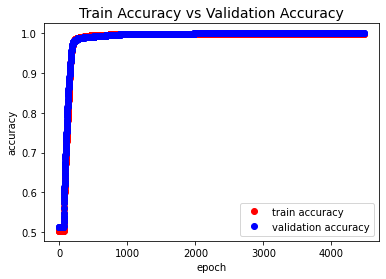 Train Accuracy vs Validation Accuracy
1.0
0.9
0.8
0.7
0.6
0.5
accuracy
train accuracy
validation accuracy
0
1000
2000
3000
4000
epoch